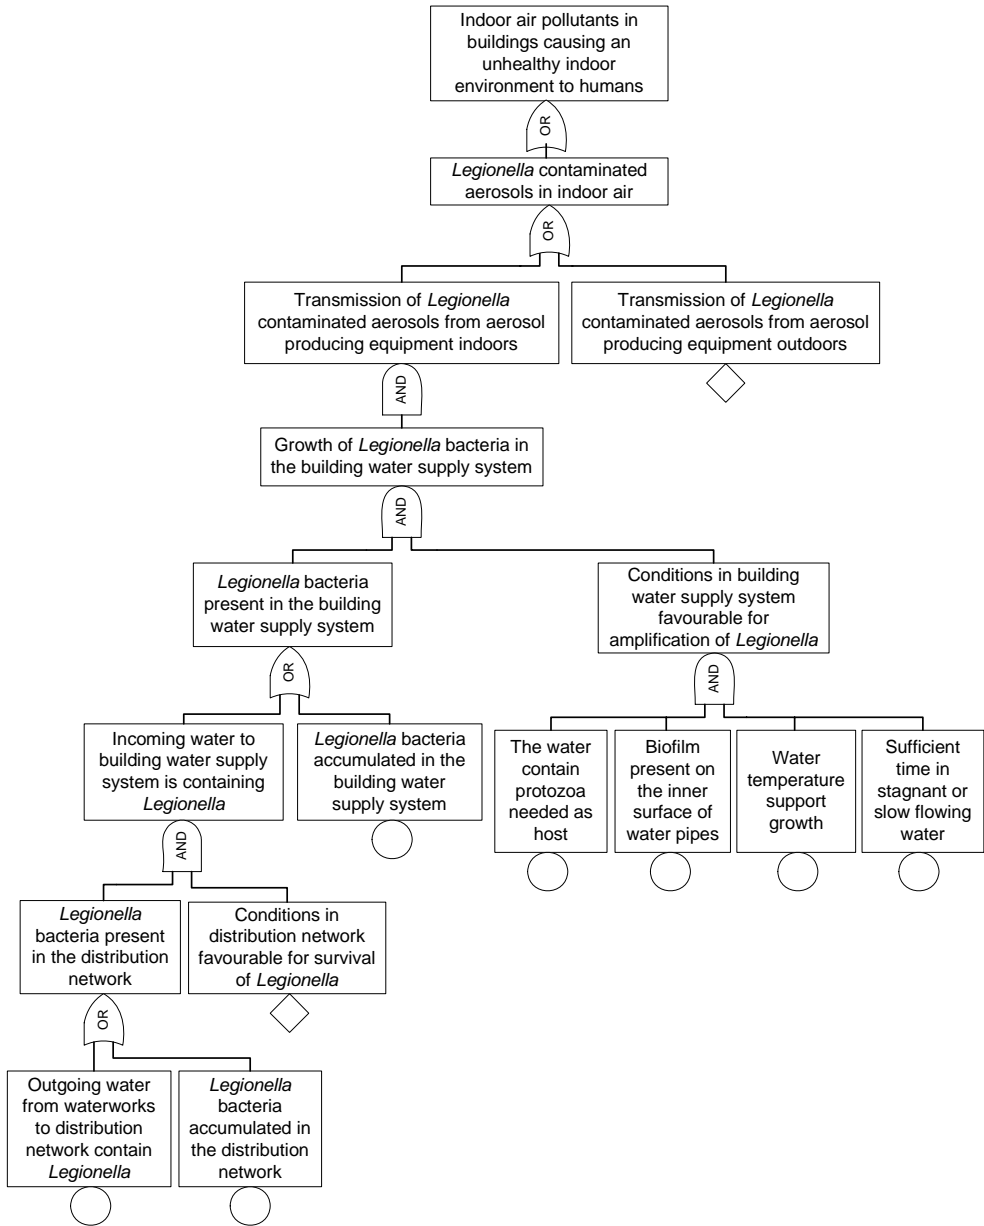 Indoor air pollutants in
buildings causing an
unhealthy indoor
environment to humans
OR
Legionella contaminated
aerosols in indoor air
OR
Transmission of Legionella
contaminated aerosols from aerosol
producing equipment indoors
Transmission of Legionella
contaminated aerosols from aerosol
producing equipment outdoors
AND
Growth of Legionella bacteria in
the building water supply system
AND
Legionella bacteria
present in the building
water supply system
Conditions in building
water supply system
favourable for
amplification of Legionella
OR
AND
Incoming water to
building water supply
system is containing
Legionella
Legionella bacteria
accumulated in the
building water
supply system
The water
contain
protozoa
needed as
host
Biofilm
present on
the inner
surface of
water pipes
Water
temperature
support
growth
Sufficient
time in
stagnant or
slow flowing
water
AND
Legionella
bacteria present
in the distribution
network
Conditions in
distribution network
favourable for survival
of Legionella
OR
Outgoing water
from waterworks
to distribution
network contain
Legionella
Legionella
bacteria
accumulated in
the distribution
network